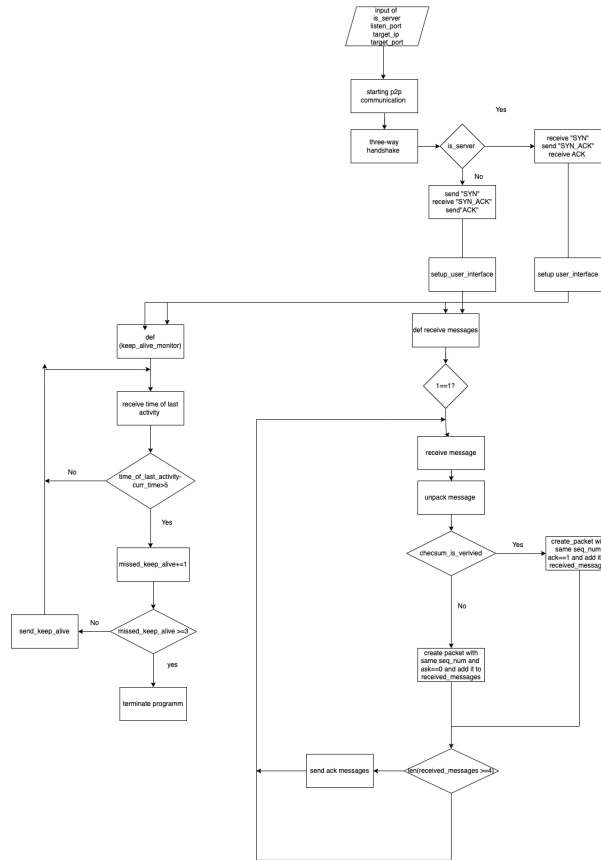 input of
is_server
listen_port
target_ip
target_port
starting p2p
communication
Yes
three-way
handshake
is_server
receive "SYN"
send "SYN_ACK"
receive ACK
No
send "SYN"
receive "SYN_ACK"
send"ACK"
setup_user_interface
setup user_interface
def
(keep_alive_monitor)
def receive messages
1==1?
receive time of last
activity
receive message
time_of_last_activity-
curr_time>5
No
unpack message
Yes
checsum_is_verivied
Yes
create_packet wi
same seq_num
ack==1 and add it
received_messag
missed_keep_alive+=1
No
send_keep_alive
No
missed_keep_alive >=3
create packet with
same seq_num and
ask==0 and add it to
received_messages
yes
terminate programm
send ack messages
len(received_messages >=4)